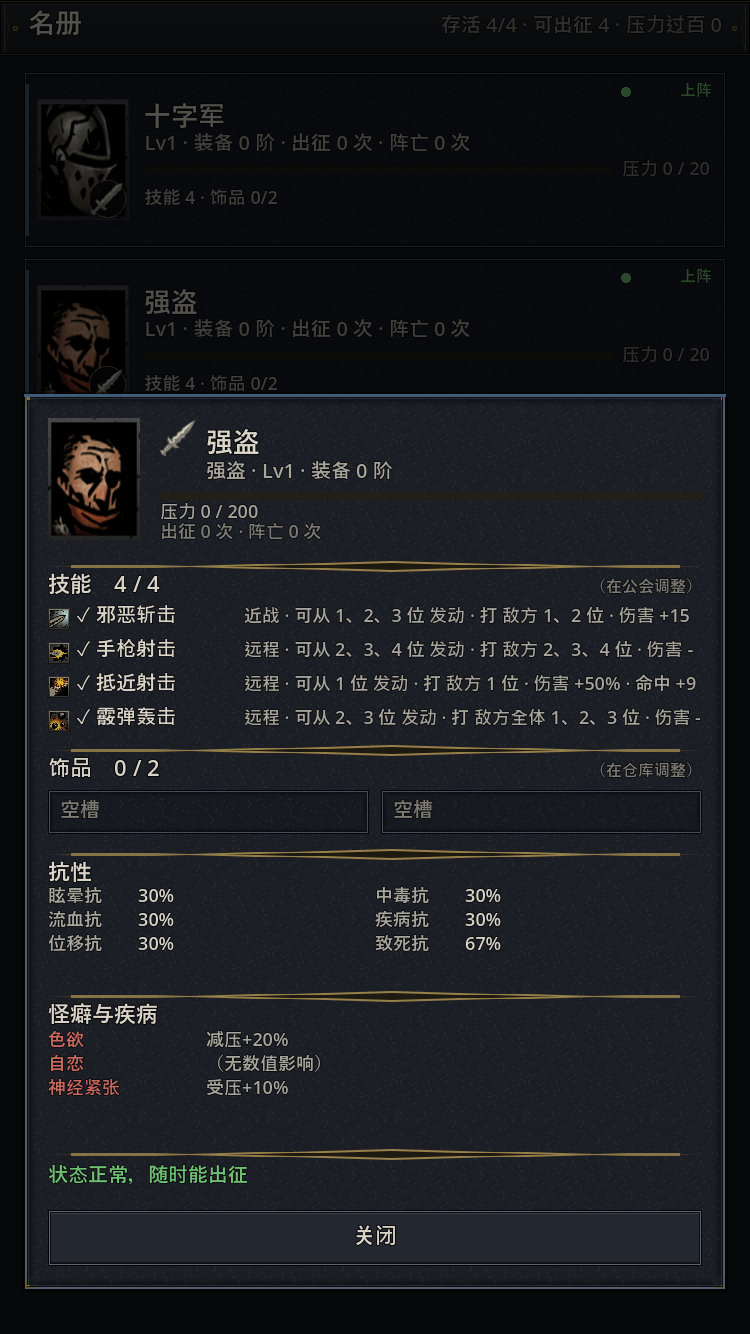 名册
存活 4/4 · 可出征 4 · 压力过百 0
上阵
十字军
Lv1 · 装备 0 阶 · 出征 0 次 · 阵亡 0 次
压力 0 / 20
技能 4 · 饰品 0/2
上阵
强盗
Lv1 · 装备 0 阶 · 出征 0 次 · 阵亡 0 次
压力 0 / 20
技能 4 · 饰品 0/2
强盗
强盗 · Lv1 · 装备 0 阶
压力 0 / 200
出征 0 次 · 阵亡 0 次
技能 4 / 4 （在公会调整）
✓ 邪恶斩击 近战 · 可从 1、2、3 位 发动 · 打 敌方 1、2 位 · 伤害 +15
✓ 手枪射击 远程 · 可从 2、3、4 位 发动 · 打 敌方 2、3、4 位 · 伤害 -
✓ 抵近射击 远程 · 可从 1 位 发动 · 打 敌方 1 位 · 伤害 +50% · 命中 +9
✓ 霰弹轰击 远程 · 可从 2、3 位 发动 · 打 敌方全体 1、2、3 位 · 伤害 -
饰品 0 / 2 （在仓库调整）
空槽 空槽
抗性
眩晕抗 30% 中毒抗 30%
流血抗 30% 疾病抗 30%
位移抗 30% 致死抗 67%
怪癖与疾病
色欲 减压+20%
自恋 （无数值影响）
神经紧张 受压+10%
状态正常，随时能出征
关闭